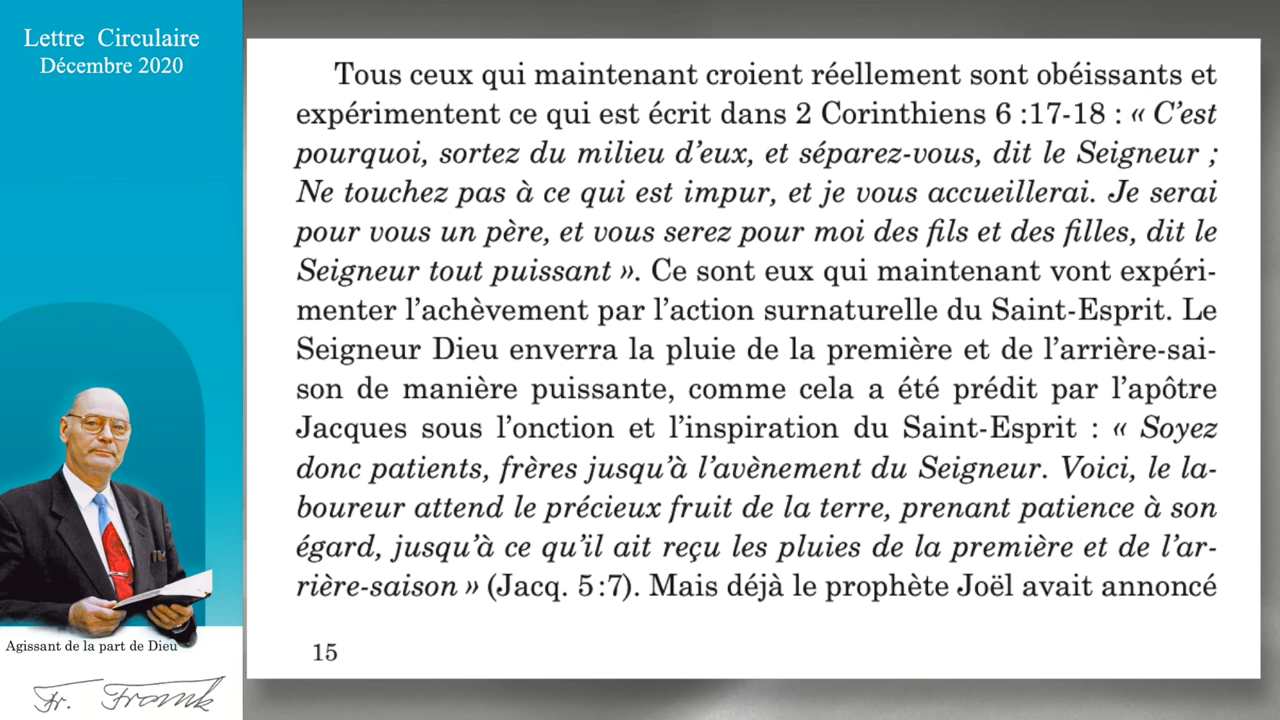 Lettre Circulaire
Décembre 2020
Tous ceux qui maintenant croient réellement sont obéissants et
expérimentent ce qui est écrit dans 2 Corinthiens 6 :17-18 : « C’est
pourquoi, sortez du milieu d’eux, et séparez-vous, dit le Seigneur ;
Ne touchez pas à ce qui est impur, et je vous accueillerai. Je serai
pour vous un père, et vous serez pour moi des fils et des filles, dit le
Seigneur tout puissant ». Ce sont eux qui maintenant vont expéri-
menter l’achèvement par l’action surnaturelle du Saint-Esprit. Le
Seigneur Dieu enverra la pluie de la première et de l’arrière-sai-
son de manière puissante, comme cela a été prédit par l’apôtre
Jacques sous l’onction et l’inspiration du Saint-Esprit : « Soyez
donc patients, frères jusqu’à l’avènement du Seigneur. Voici, le la-
boureur attend le précieux fruit de la terre, prenant patience à son
égard, jusqu’à ce qu’il ait reçu les pluies de la première et de l’ar-
rière-saison » (Jacq. 5 :7). Mais déjà le prophète Joël avait annoncé
15
Agissant de la part de Dieu
Fr. Frank